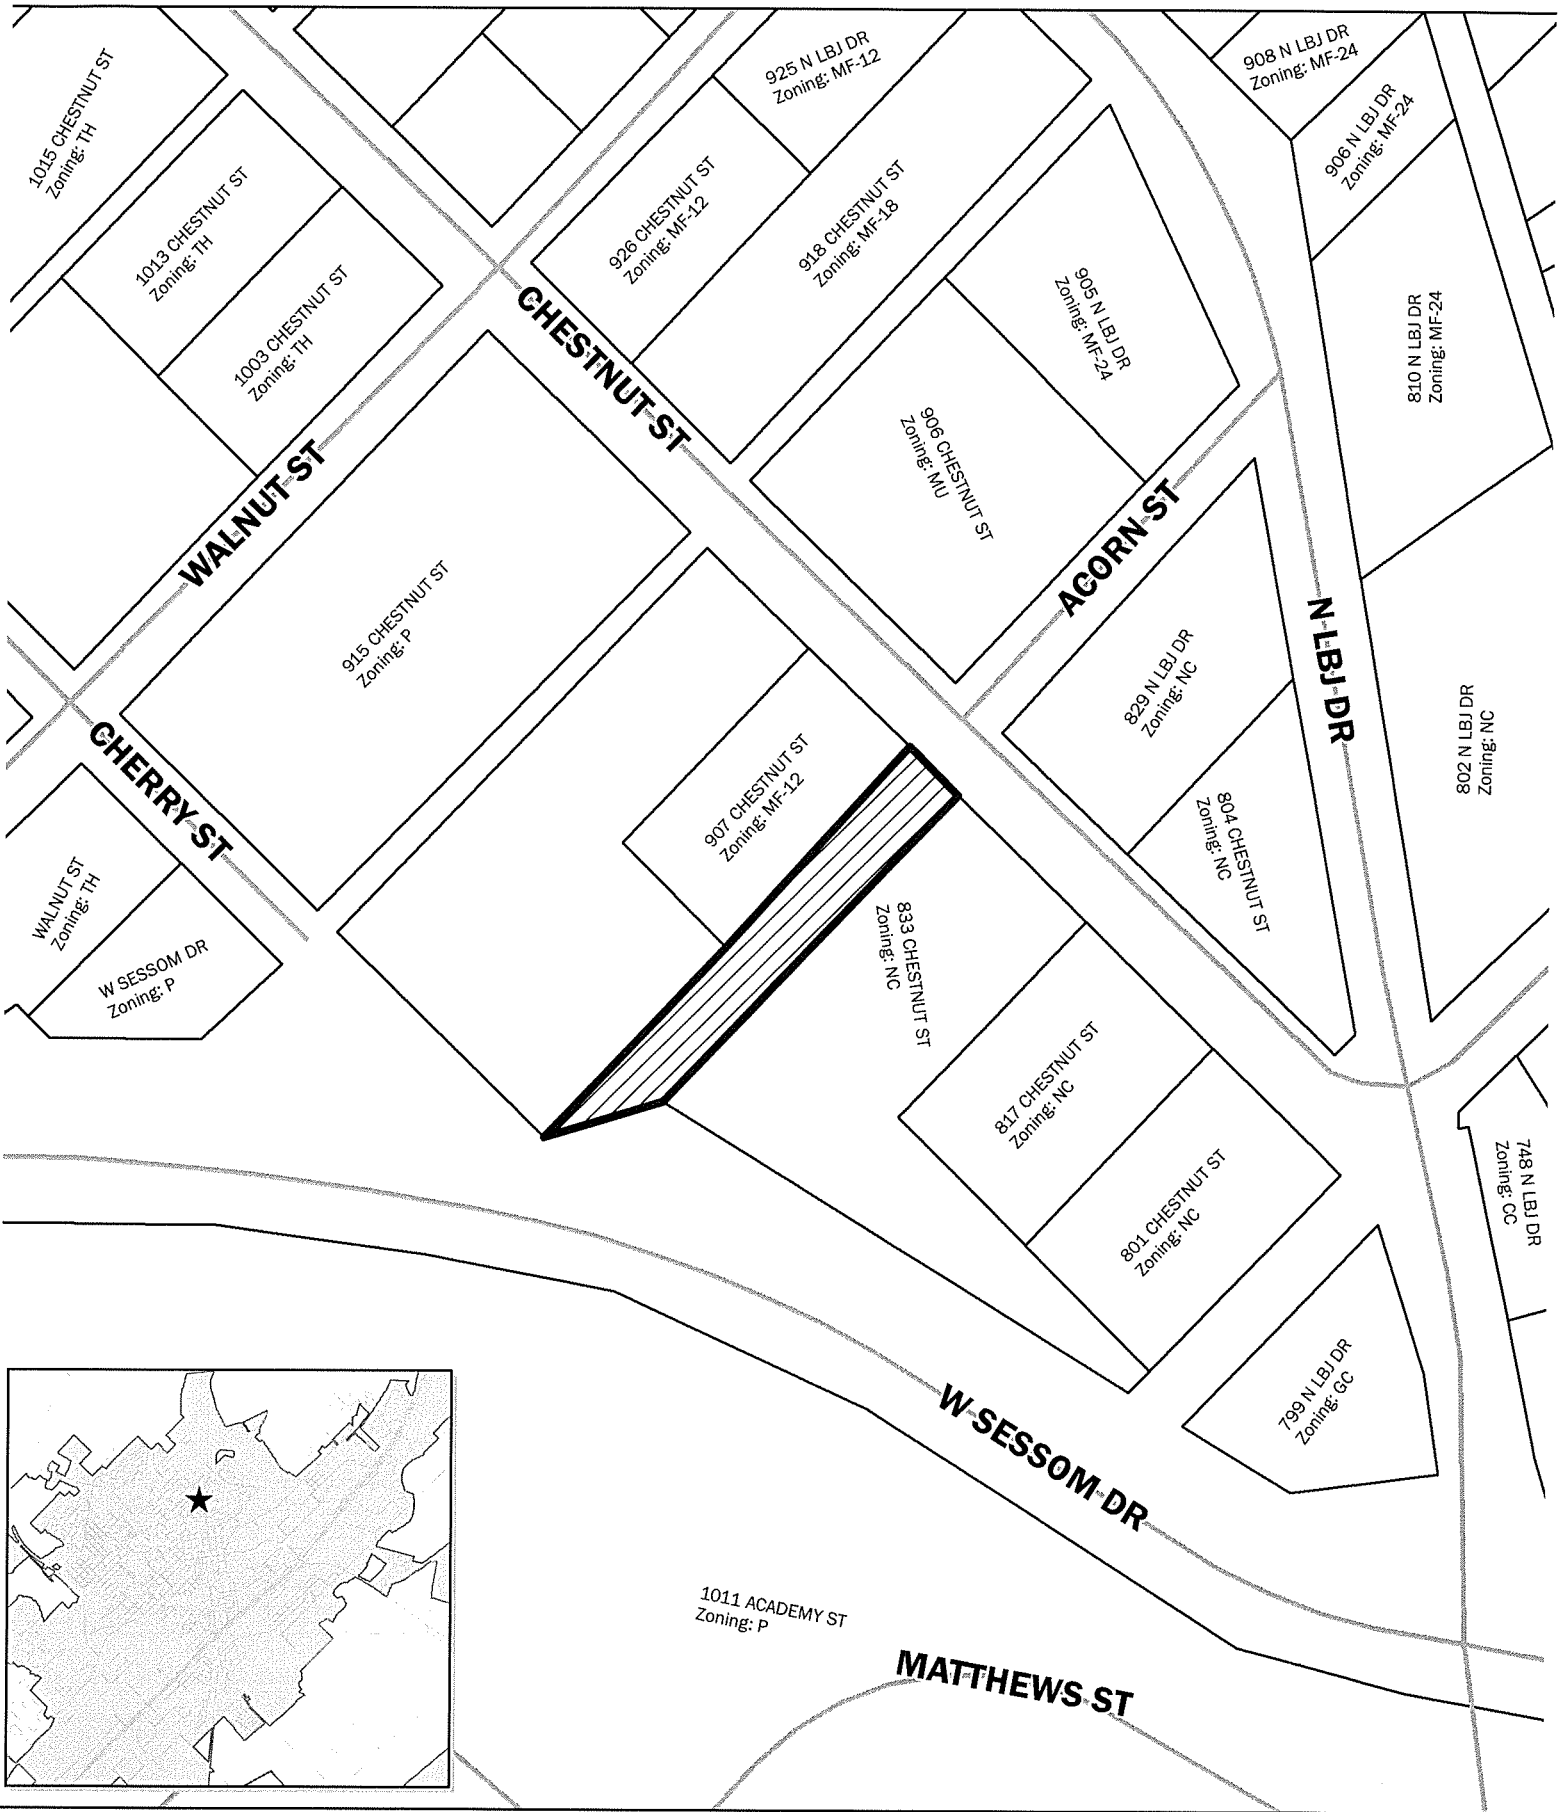 1015 CHESTNUT ST
Zoning: TH
925 N LBJ DR
Zoning: MF-12
908 N LBJ DR
Zoning: MF-24
906 N LBJ DR
Zoning: MF-24
1013 CHESTNUT ST
Zoning: TH
926 CHESTNUT ST
Zoning: MF-12
918 CHESTNUT ST
Zoning: MF-18
1003 CHESTNUT ST
Zoning: TH
905 N LBJ DR
Zoning: MF-24
810 N LBJ DR
Zoning: MF-24
CHESTNUT ST
906 CHESTNUT ST
Zoning: MU
WALNUT ST
ACORN ST
915 CHESTNUT ST
Zoning: P
N LBJ DR
829 N LBJ DR
Zoning: NC
802 N LBJ DR
Zoning: NC
CHERRY ST
907 CHESTNUT ST
Zoning: MF-12
804 CHESTNUT ST
Zoning: NC
WALNUT ST
Zoning: TH
W SESSOM DR
Zoning: P
833 CHESTNUT ST
Zoning: NC
817 CHESTNUT ST
Zoning: NC
801 CHESTNUT ST
Zoning: NC
748 N LBJ DR
Zoning: CC
799 N LBJ DR
Zoning: GC
W SESSOM DR
1011 ACADEMY ST
Zoning: P
MATTHEWS ST